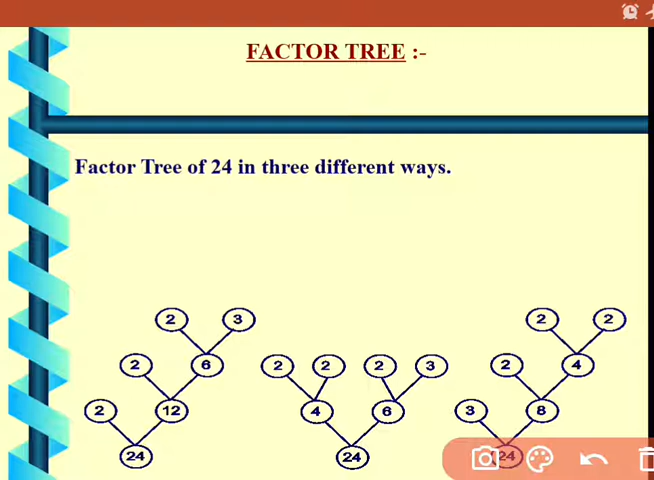 FACTOR TREE :-
Factor Tree of 24 in three different ways.
2 3 2 2
2 6 2 2 2 3 2 4
2 12 4 6 3 8
24 24 24